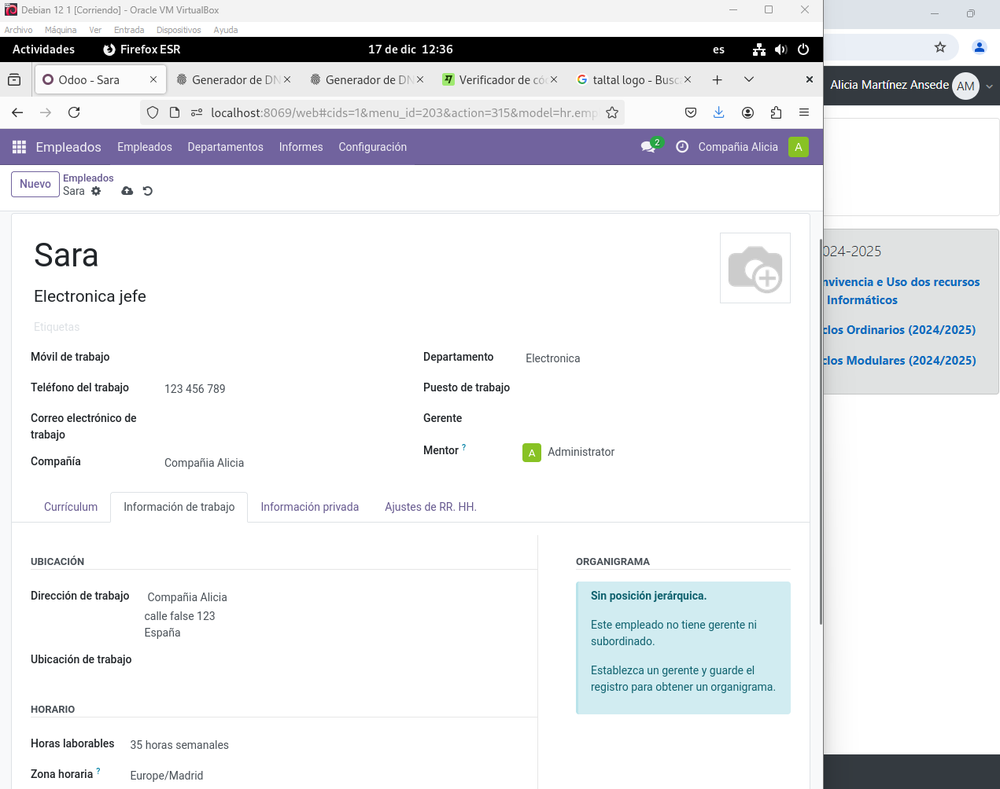 Debian 12 1 [Corriendo] - Oracle VM VirtualBox
Archivo Máquina Ver Entrada Dispositivos Ayuda
Actividades Firefox ESR 17 de dic 12:36 es
Odoo - Sara Generador de DN Generador de DN Verificador de cóc taltal logo - Busc
localhost:8069/web#cids=1&menu_id=203&action=315&model=hr.emp
Empleados Empleados Departamentos Informes Configuración 2 Compañia Alicia A
Nuevo Empleados
Sara
Sara
Electronica jefe
Etiquetas
Móvil de trabajo
Teléfono del trabajo 123 456 789
Correo electrónico de
trabajo
Compañía Compañia Alicia
Departamento Electronica
Puesto de trabajo
Gerente
Mentor ? A Administrator
Currículum Información de trabajo Información privada Ajustes de RR. HH.
UBICACIÓN
Dirección de trabajo Compañia Alicia
calle false 123
España
Ubicación de trabajo
HORARIO
Horas laborables 35 horas semanales
Zona horaria ? Europe/Madrid
ORGANIGRAMA
Sin posición jerárquica.
Este empleado no tiene gerente ni
subordinado.
Establezca un gerente y guarde el
registro para obtener un organigrama.
Alicia Martínez Ansede AM
024-2025
nvivencia e Uso dos recursos
Informáticos
clos Ordinarios (2024/2025)
clos Modulares (2024/2025)